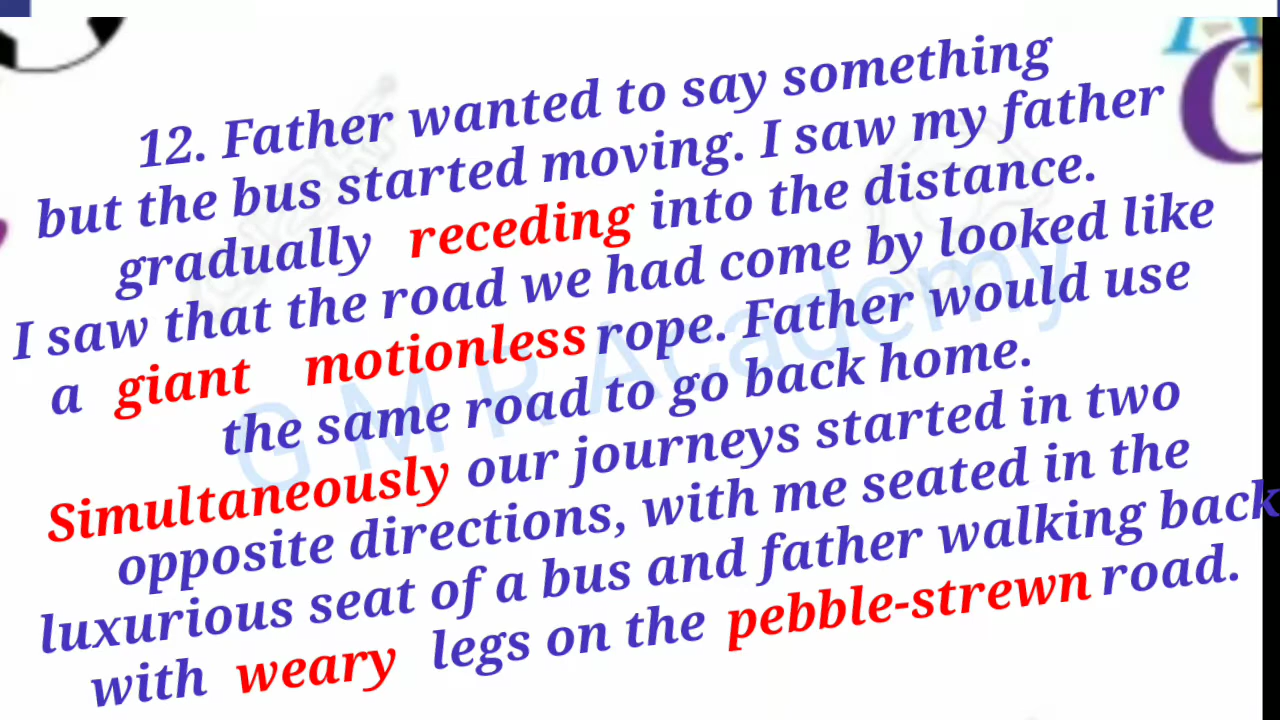 12. Father wanted to say something
but the bus started moving. I saw my father
gradually receding into the distance.
I saw that the road we had come by looked like
a giant motionless rope. Father would use
the same road to go back home.
Simultaneously our journeys started in two
opposite directions, with me seated in the
luxurious seat of a bus and father walking back
with weary legs on the pebble-strewn road.
G M R Academy
A
C